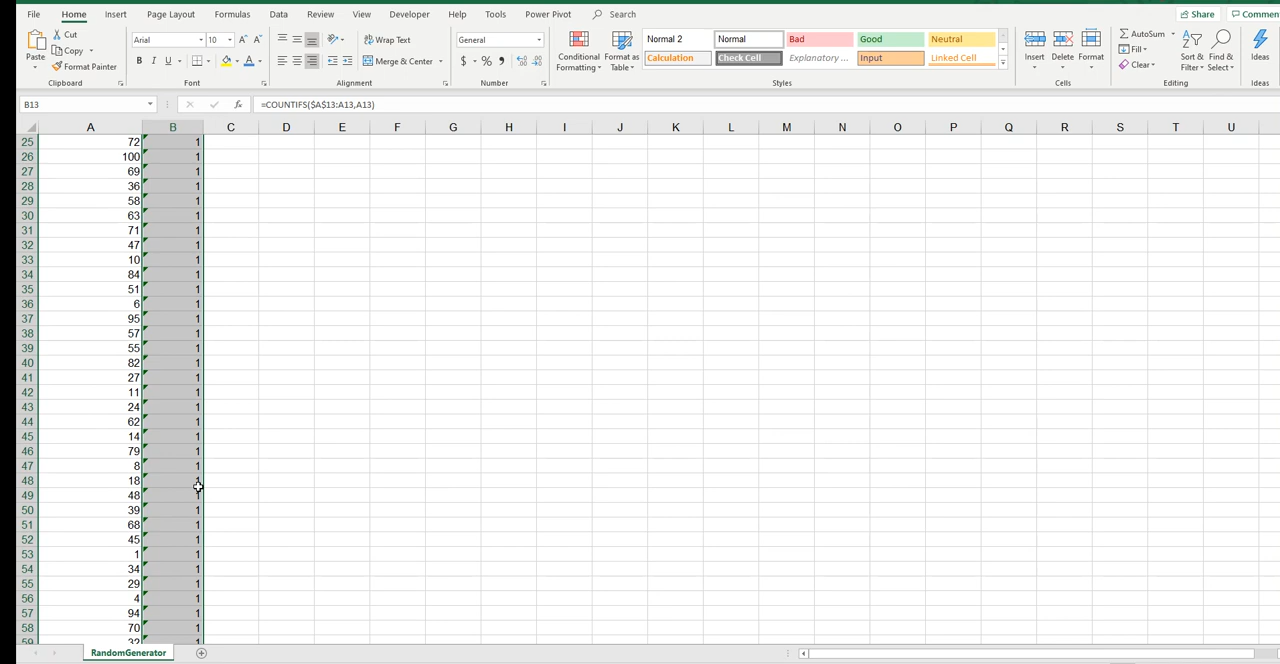 File Home Insert Page Layout Formulas Data Review View Developer Help Tools Power Pivot Search Share Commen
Paste Cut Copy Format Painter
Arial 10 B I U A A A
Wrap Text Merge & Center
General $ % ,
Conditional Formatting Format as Table
Normal 2 Normal Bad Good Neutral
Calculation Check Cell Explanatory ... Input Linked Cell
Insert Delete Format
AutoSum Fill Clear Sort & Filter Find & Select Ideas
Clipboard Font Alignment Number Styles Cells Editing Ideas
B13 fx =COUNTIFS($A$13:A13,A13)
A B C D E F G H I J K L M N O P Q R S T U
25 72 1
26 100 1
27 69 1
28 36 1
29 58 1
30 63 1
31 71 1
32 47 1
33 10 1
34 84 1
35 51 1
36 6 1
37 95 1
38 57 1
39 55 1
40 82 1
41 27 1
42 11 1
43 24 1
44 62 1
45 14 1
46 79 1
47 8 1
48 18 1
49 48 1
50 39 1
51 68 1
52 45 1
53 1 1
54 34 1
55 29 1
56 4 1
57 94 1
58 70 1
59 32 1
RandomGenerator